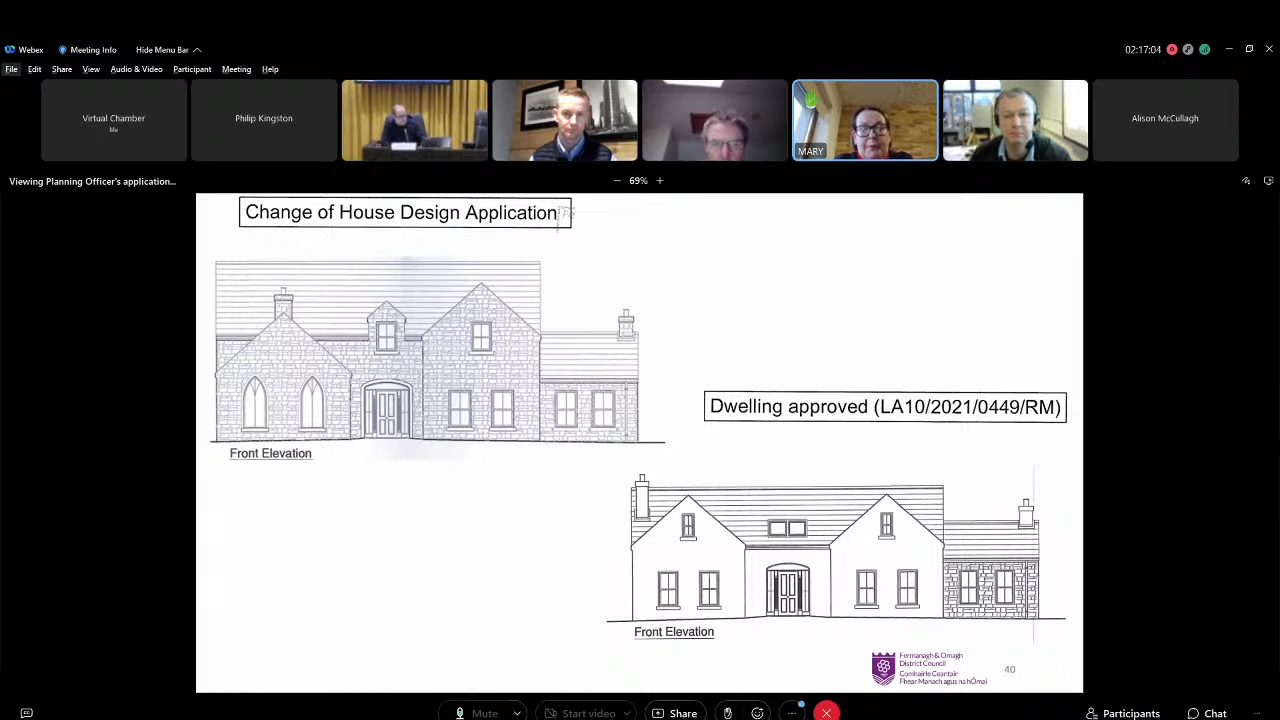 Webex
Meeting Info
Hide Menu Bar
02:17:04
File Edit Share View Audio & Video Participant Meeting Help
Virtual Chamber
Me
Philip Kingston
MARY
Alison McCullagh
Viewing Planning Officer's application...
69%
Change of House Design Application
Front Elevation
Dwelling approved (LA10/2021/0449/RM)
Front Elevation
Fermanagh & Omagh
District Council
Comhairle Ceantair
Fhear Manach agus na hÓmaí
40
Mute
Start video
Share
Participants
Chat